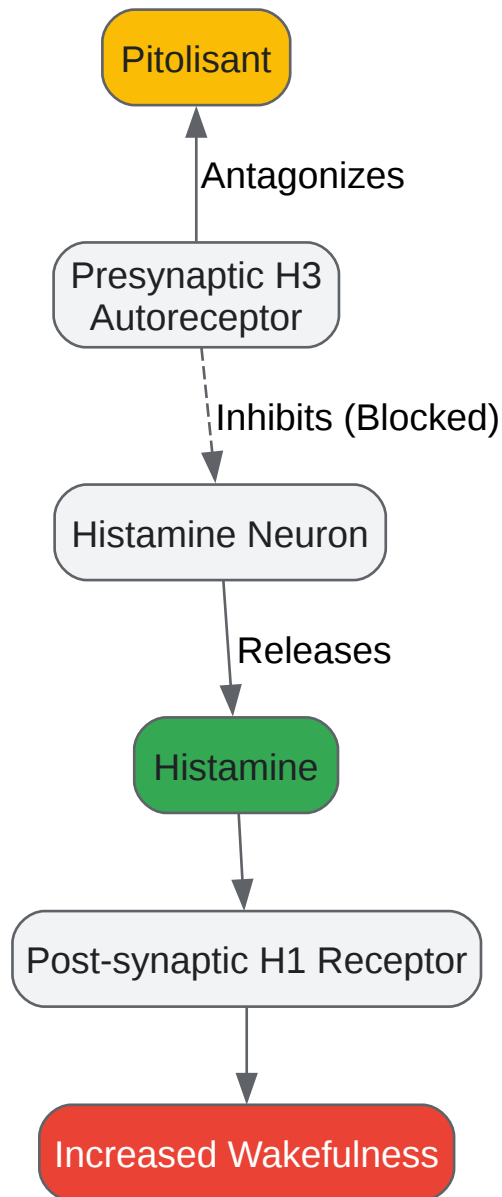 Pitolisant
Antagonizes
Presynaptic H3
Autoreceptor
Inhibits (Blocked)
Histamine Neuron
Releases
Histamine
Post-synaptic H1 Receptor
Increased Wakefulness